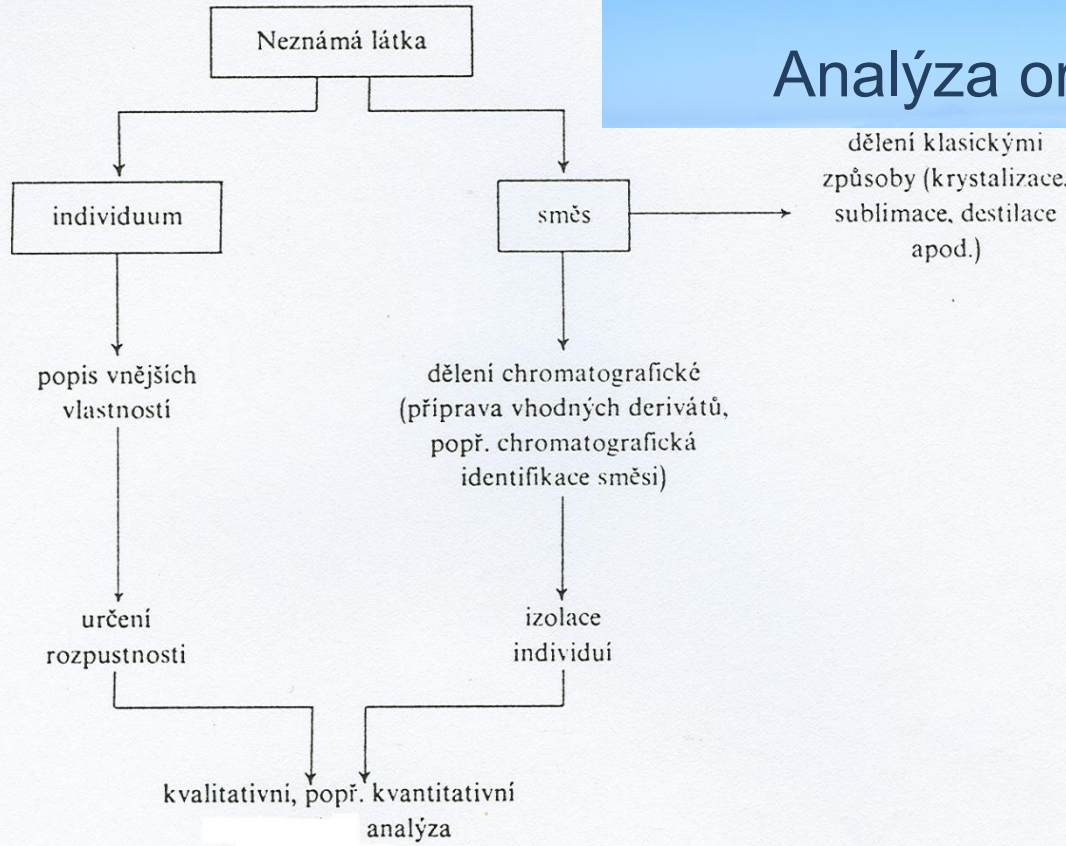 Neznámá látka
Analýza or
individuum
směs
dělení klasickými
způsoby (krystalizace,
sublimace, destilace
apod.)
popis vnějších
vlastností
dělení chromatografické
(příprava vhodných derivátů,
popř. chromatografická
identifikace směsi)
určení
rozpustnosti
izolace
individuí
kvalitativní, popř. kvantitativní
analýza